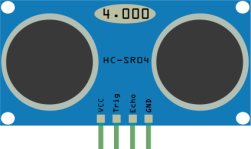 4.000
HC-SR04
VCC
Trig
Echo
GND